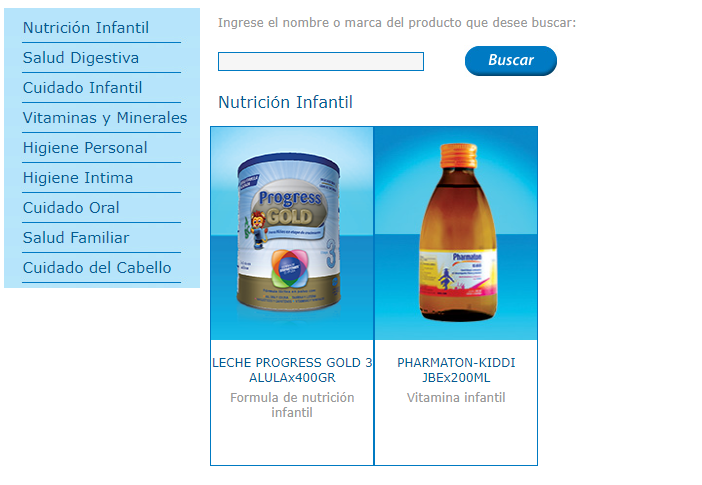 Nutrición Infantil
Salud Digestiva
Cuidado Infantil
Vitaminas y Minerales
Higiene Personal
Higiene Intima
Cuidado Oral
Salud Familiar
Cuidado del Cabello
Ingrese el nombre o marca del producto que desee buscar:
Buscar
Nutrición Infantil
Progress
GOLD
3
LECHE PROGRESS GOLD 3
ALULAx400GR
Formula de nutrición
infantil
Pharmaton
PHARMATON-KIDDI
JBEx200ML
Vitamina infantil